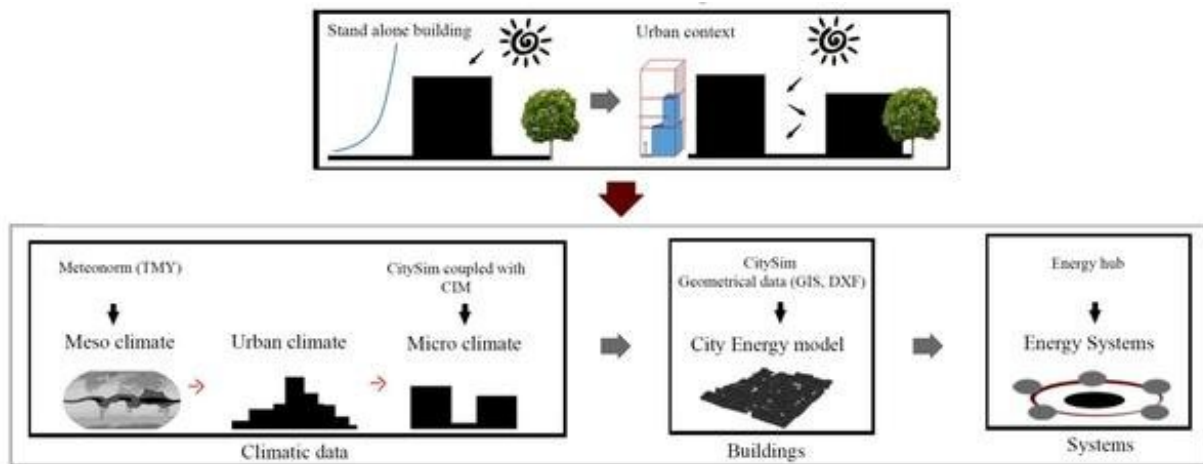 Stand alone building
Urban context
Meteonorm (TMY)
CitySim coupled with
CIM
CitySim
Geometrical data (GIS, DXF)
Energy hub
Meso climate
Urban climate
Micro climate
City Energy model
Energy Systems
Climatic data
Buildings
Systems